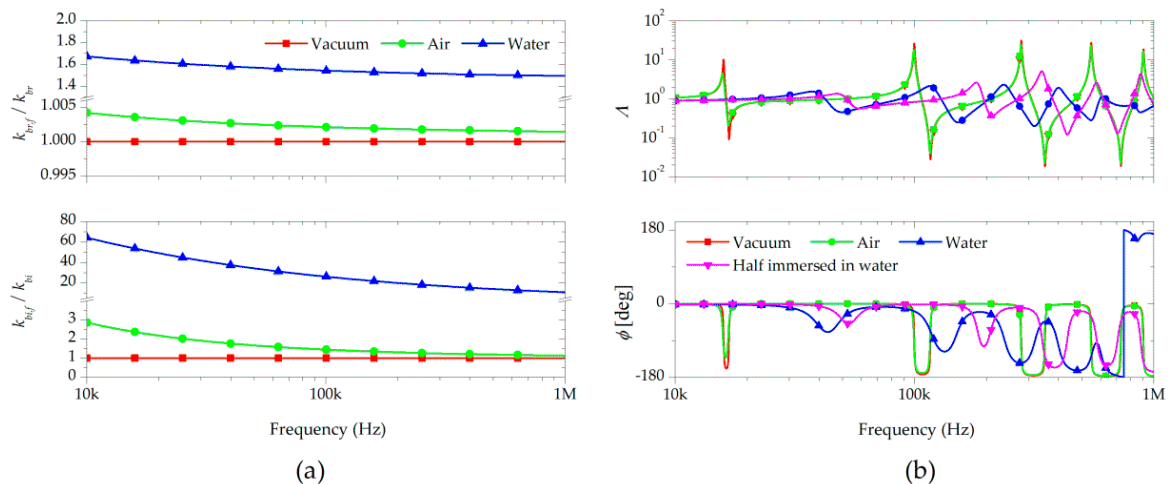 2.0
1.8
1.6
1.4
1.005
1.000
0.995
k_br,f / k_br
Vacuum Air Water
80
60
40
20
3
2
1
0
k_bi,f / k_bi
10k 100k 1M
Frequency (Hz)
(a)
10^2
10^1
10^0
10^-1
10^-2
Λ
180
0
-180
ϕ [deg]
Vacuum Air Water
Half immersed in water
10k 100k 1M
Frequency (Hz)
(b)